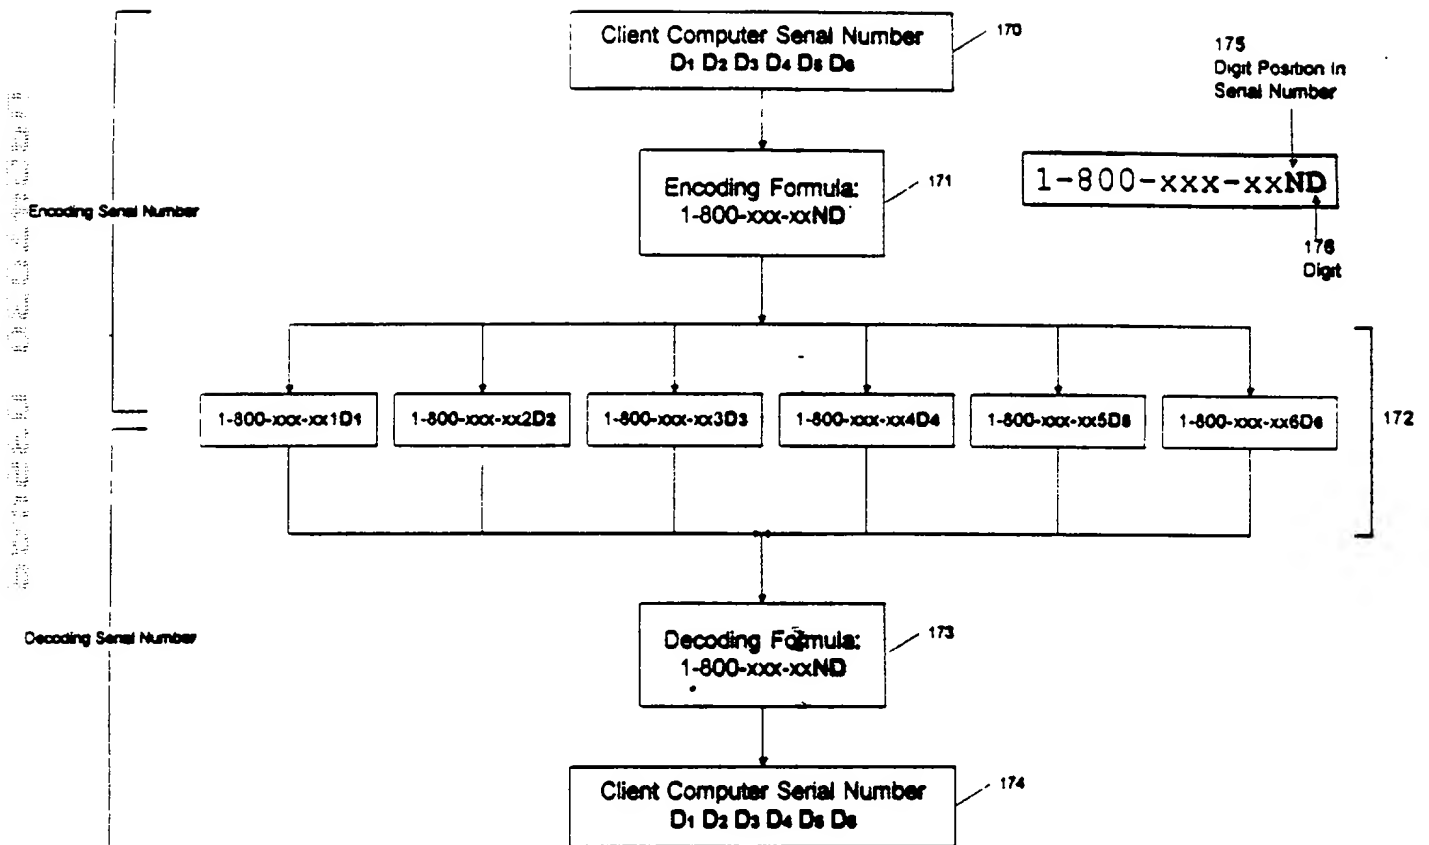 Client Computer Serial Number
D1 D2 D3 D4 D5 D6
170
175
Digit Position In
Serial Number
Encoding Formula:
1-800-xxx-xxND
171
1-800-xxx-xxND
176
Digit
Encoding Serial Number
1-800-xxx-xx1D1
1-800-xxx-xx2D2
1-800-xxx-xx3D3
1-800-xxx-xx4D4
1-800-xxx-xx5D5
1-800-xxx-xx6D6
172
Decoding Formula:
1-800-xxx-xxND
173
Decoding Serial Number
Client Computer Serial Number
D1 D2 D3 D4 D5 D6
174